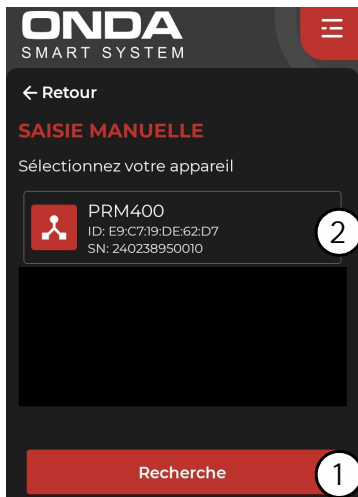 ONDA
SMART SYSTEM
← Retour
SAISIE MANUELLE
Sélectionnez votre appareil
PRM400
ID: E9:C7:19:DE:62:D7
SN: 240238950010
2
Recherche
1